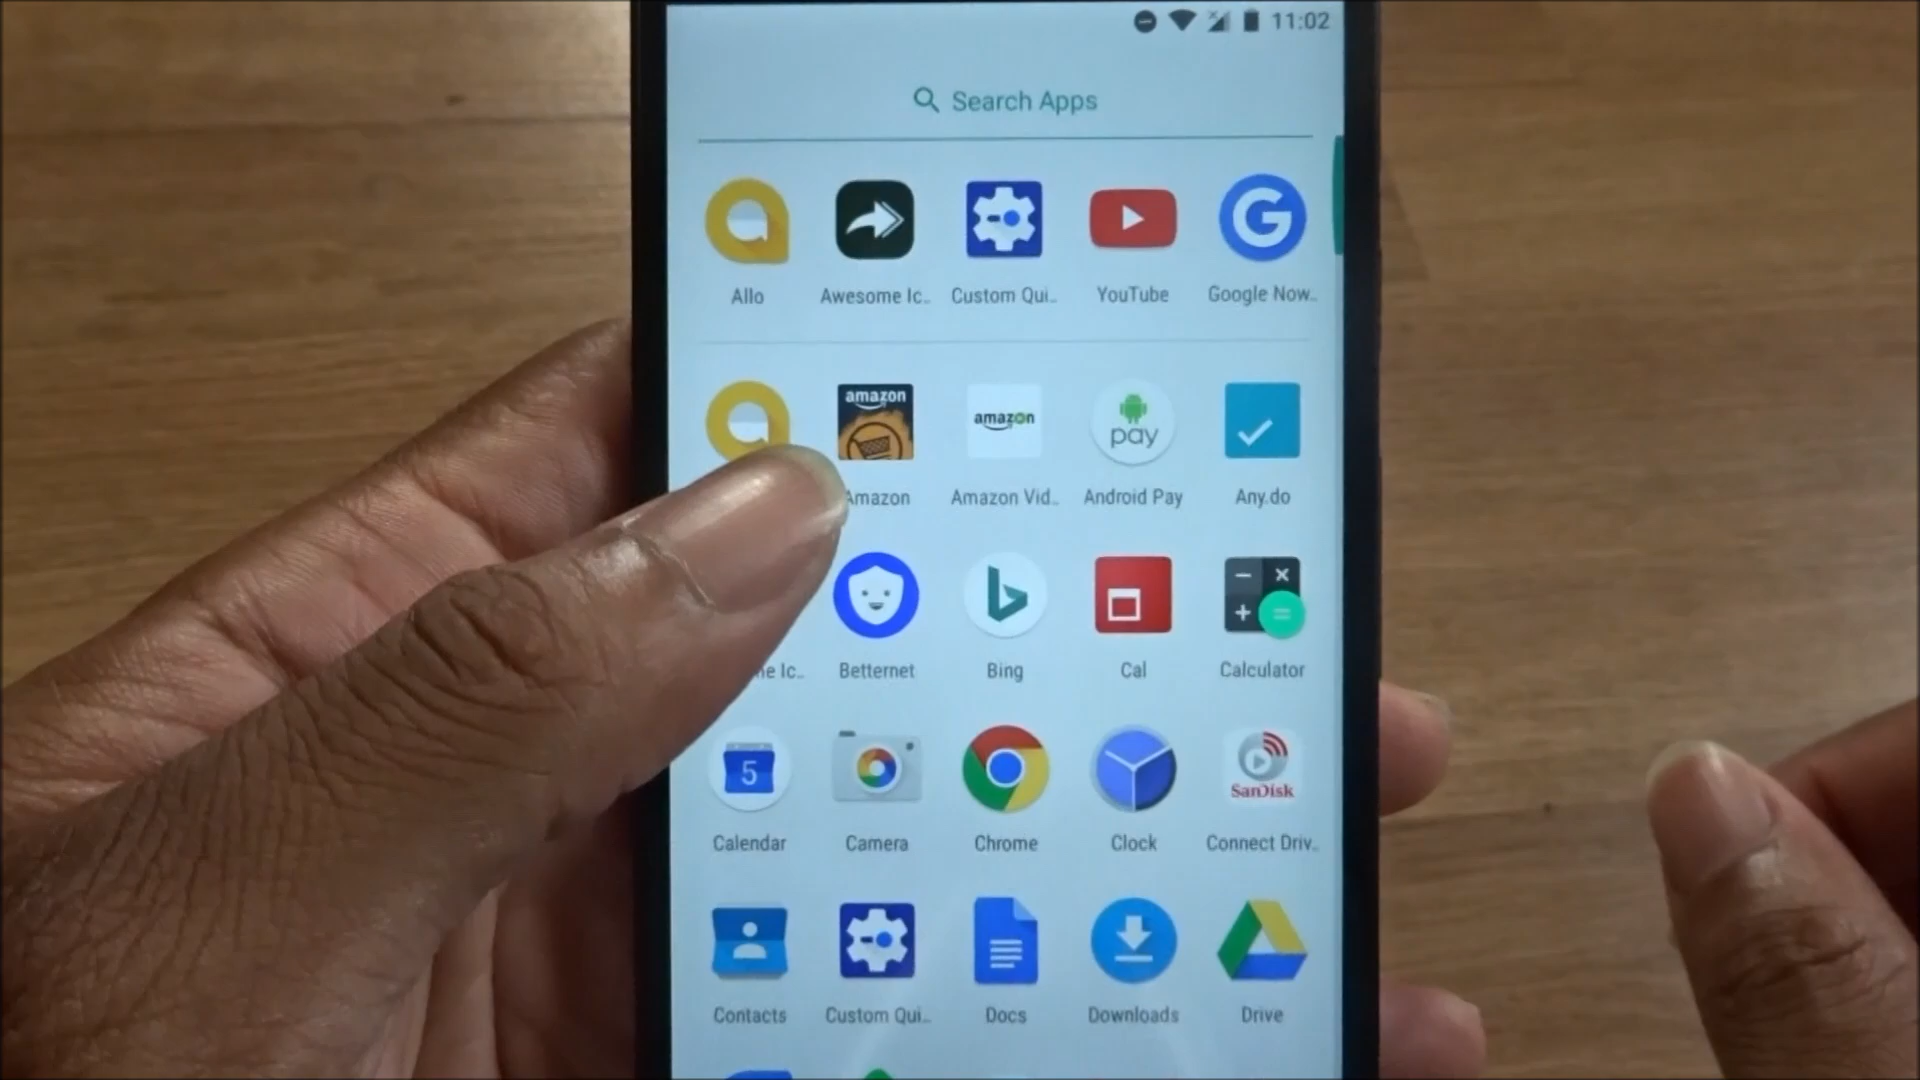 11:02
Search Apps
Allo
Awesome Ic..
Custom Qui..
YouTube
Google Now..
amazon
amazon
pay
Amazon
Amazon Vid..
Android Pay
Any.do
Ic..
Betternet
Bing
Cal
Calculator
5
SanDisk
Calendar
Camera
Chrome
Clock
Connect Driv..
Contacts
Custom Qui..
Docs
Downloads
Drive